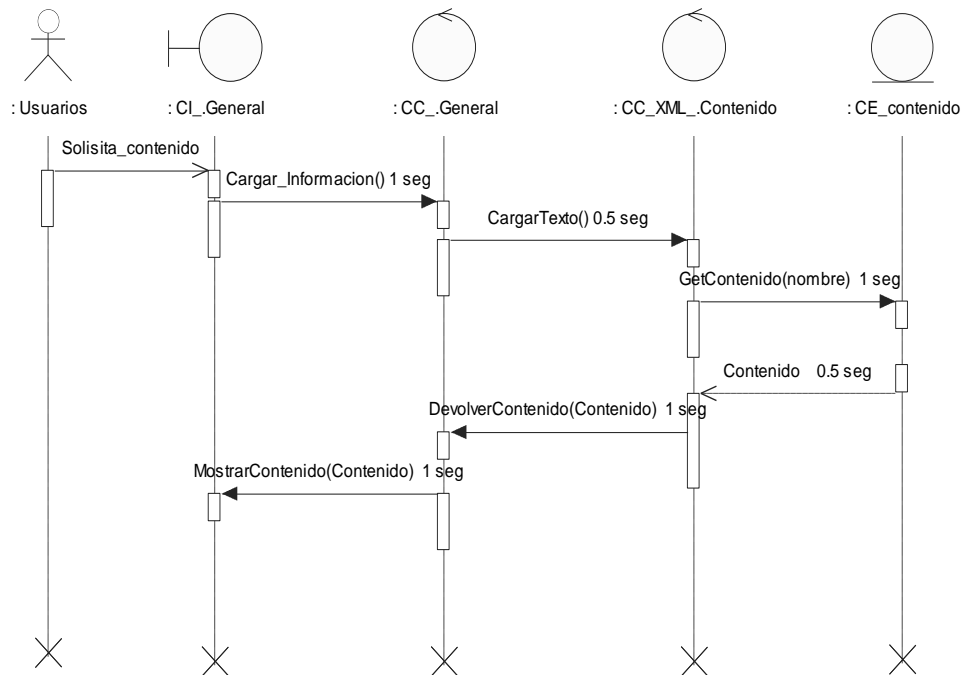 : Usuarios
: CI_.General
: CC_.General
: CC_XML_.Contenido
: CE_contenido
Solisita_contenido
Cargar_Informacion() 1 seg
CargarTexto() 0.5 seg
GetContenido(nombre) 1 seg
Contenido 0.5 seg
DevolverContenido(Contenido) 1 seg
MostrarContenido(Contenido) 1 seg